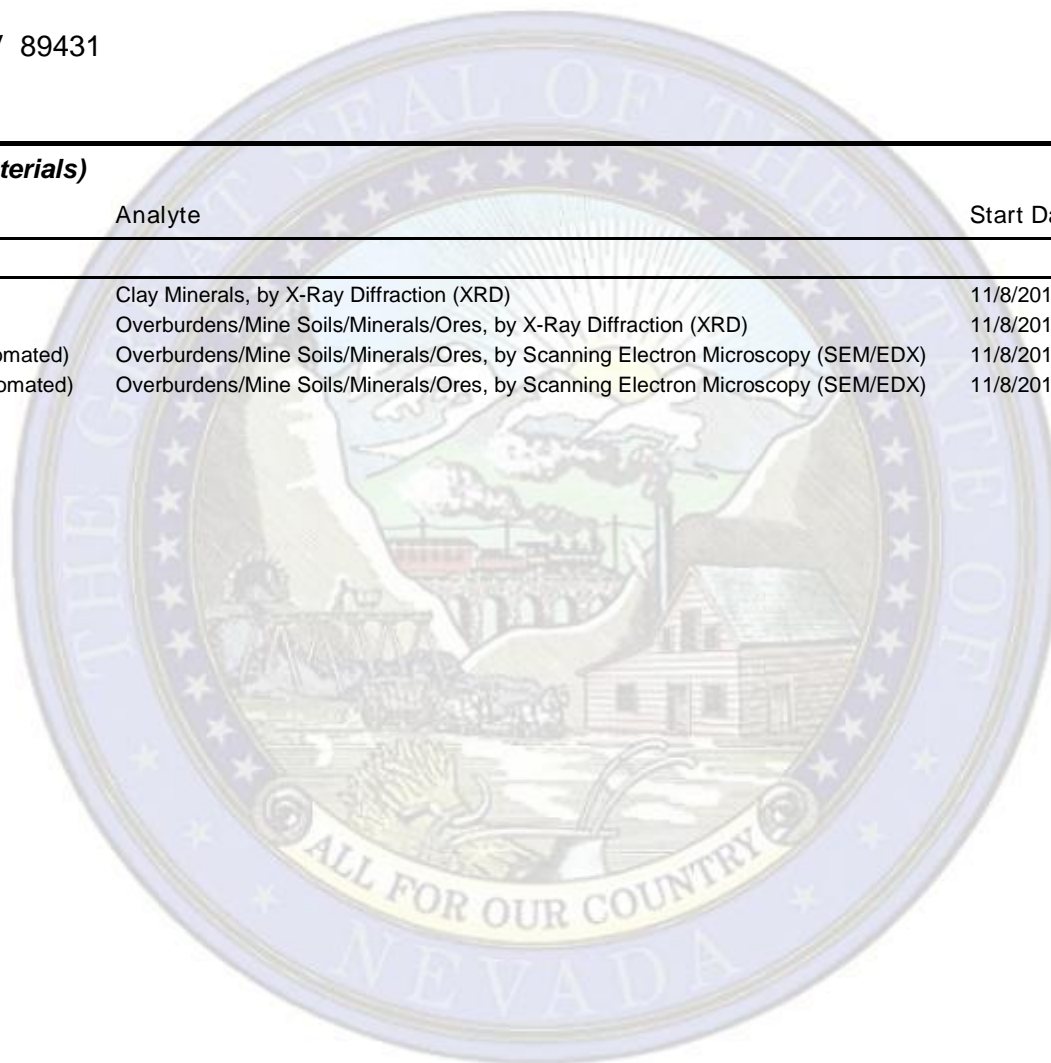 89431
terials)
Analyte Start Da
Clay Minerals, by X-Ray Diffraction (XRD) 11/8/201
Overburdens/Mine Soils/Minerals/Ores, by X-Ray Diffraction (XRD) 11/8/201
omated) Overburdens/Mine Soils/Minerals/Ores, by Scanning Electron Microscopy (SEM/EDX) 11/8/201
omated) Overburdens/Mine Soils/Minerals/Ores, by Scanning Electron Microscopy (SEM/EDX) 11/8/201
THE GREAT SEAL OF THE STATE OF
ALL FOR OUR COUNTRY
NEVADA